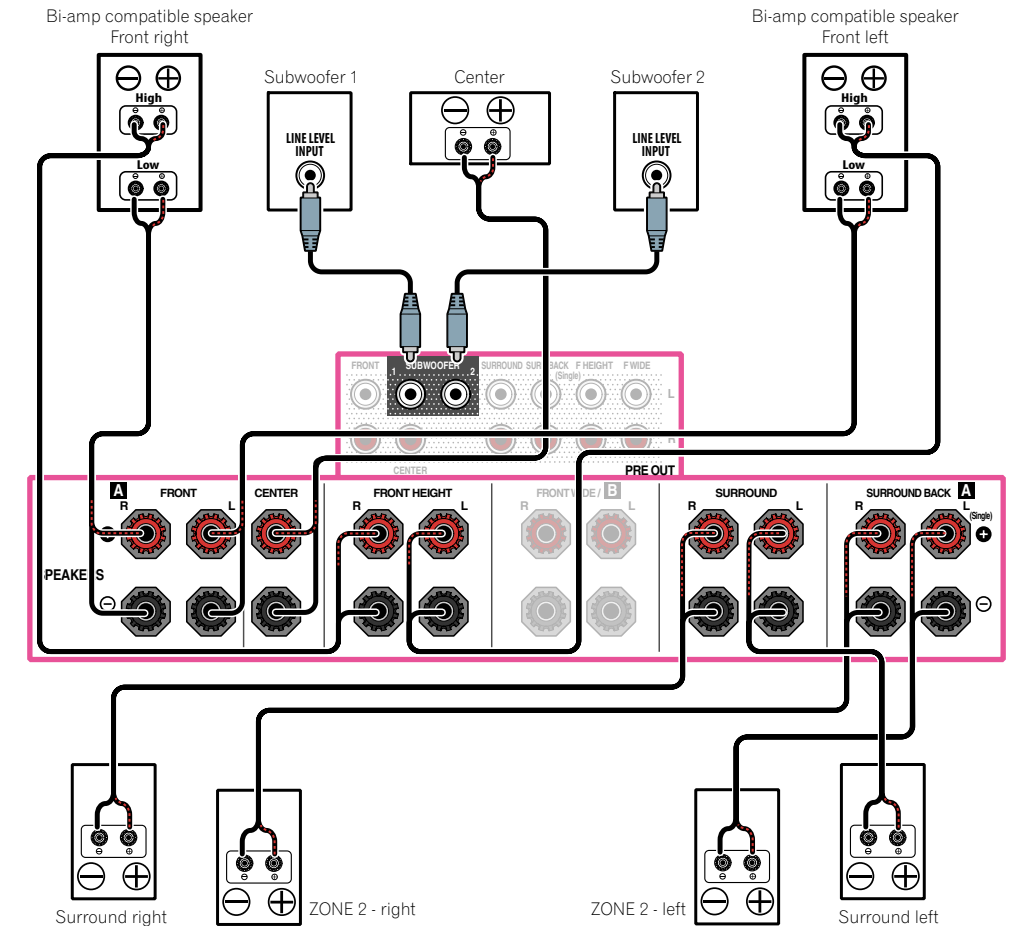 Bi-amp compatible speaker
Front right
Bi-amp compatible speaker
Front left
Subwoofer 1
Center
Subwoofer 2
High
Low
LINE LEVEL
INPUT
LINE LEVEL
INPUT
High
Low
FRONT
SUBWOOFER
1
2
SURROUND
F HEIGHT
F WIDE
(Single)
L
R
CENTER
PRE OUT
A
FRONT
R
L
CENTER
FRONT HEIGHT
R
L
B
R
L
SURROUND
R
L
SURROUND BACK
A
R
L
(Single)
Surround right
ZONE 2 - right
ZONE 2 - left
Surround left